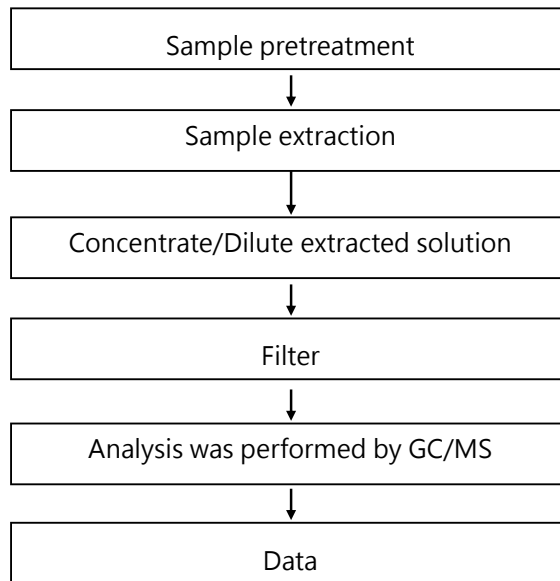 Sample pretreatment
Sample extraction
Concentrate/Dilute extracted solution
Filter
Analysis was performed by GC/MS
Data